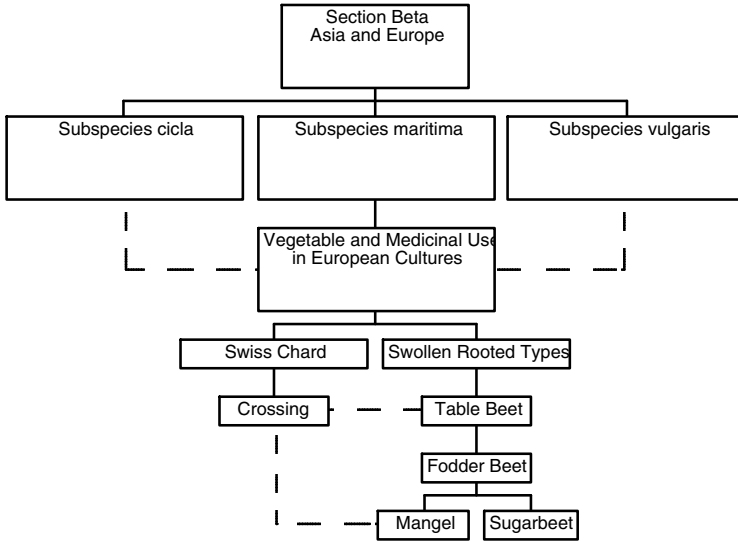 Section Beta
Asia and Europe
Subspecies cicla
Subspecies maritima
Subspecies vulgaris
Vegetable and Medicinal Use
in European Cultures
Swiss Chard
Swollen Rooted Types
Crossing
Table Beet
Fodder Beet
Mangel
Sugarbeet